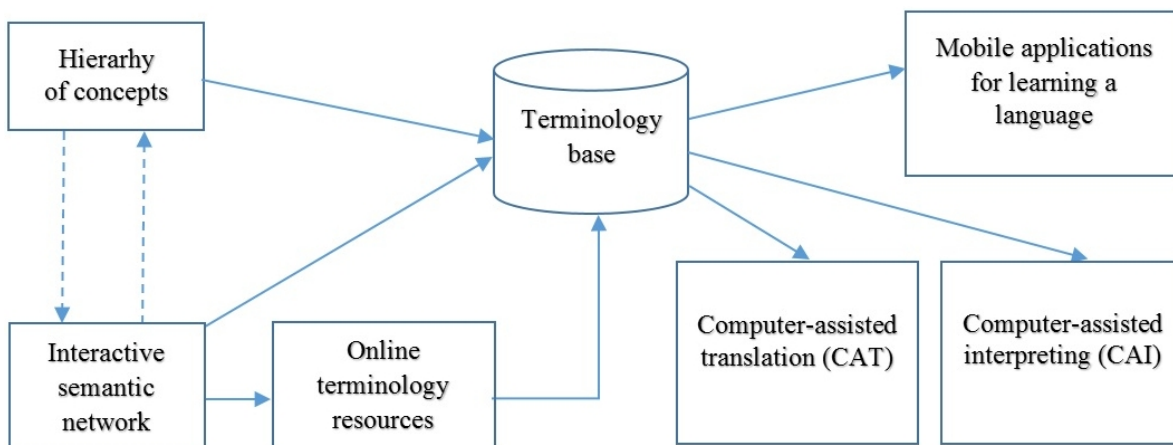 Hierarhy
of concepts
Terminology
base
Mobile applications
for learning a
language
Interactive
semantic
network
Online
terminology
resources
Computer-assisted
translation (CAT)
Computer-assisted
interpreting (CAI)